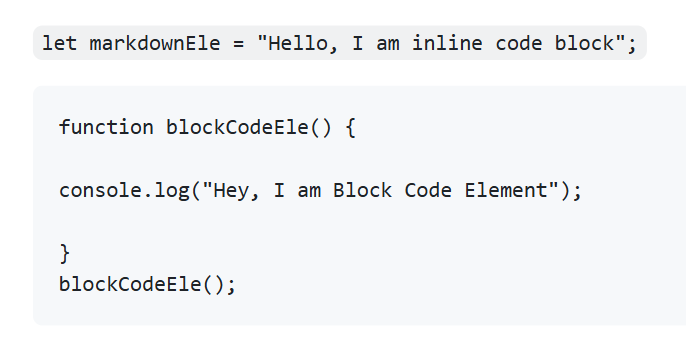 let markdownEle = "Hello, I am inline code block";
function blockCodeEle() {
console.log("Hey, I am Block Code Element");
}
blockCodeEle();